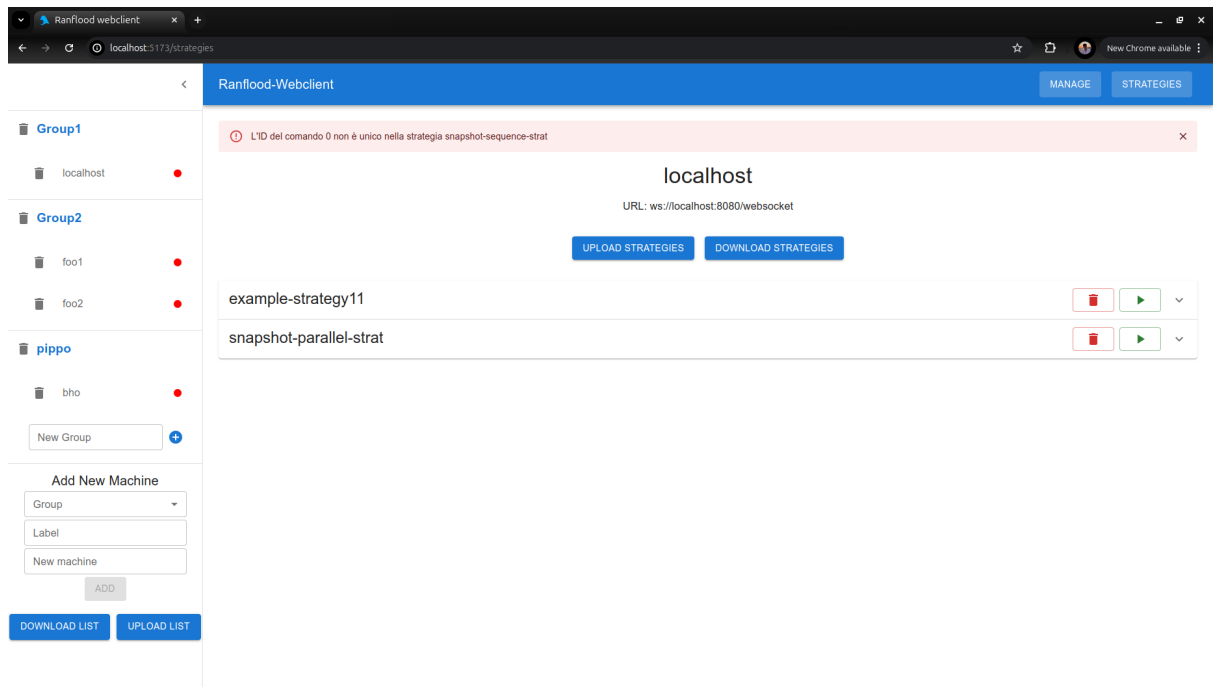 Ranflood webclient
localhost:5173/strategies
New Chrome available
Ranflood-Webclient
MANAGE
STRATEGIES
Group1
localhost
Group2
foo1
foo2
pippo
bho
New Group
Add New Machine
Group
Label
New machine
ADD
DOWNLOAD LIST
UPLOAD LIST
L'ID del comando 0 non è unico nella strategia snapshot-sequence-strat
localhost
URL: ws://localhost:8080/websocket
UPLOAD STRATEGIES
DOWNLOAD STRATEGIES
example-strategy11
snapshot-parallel-strat